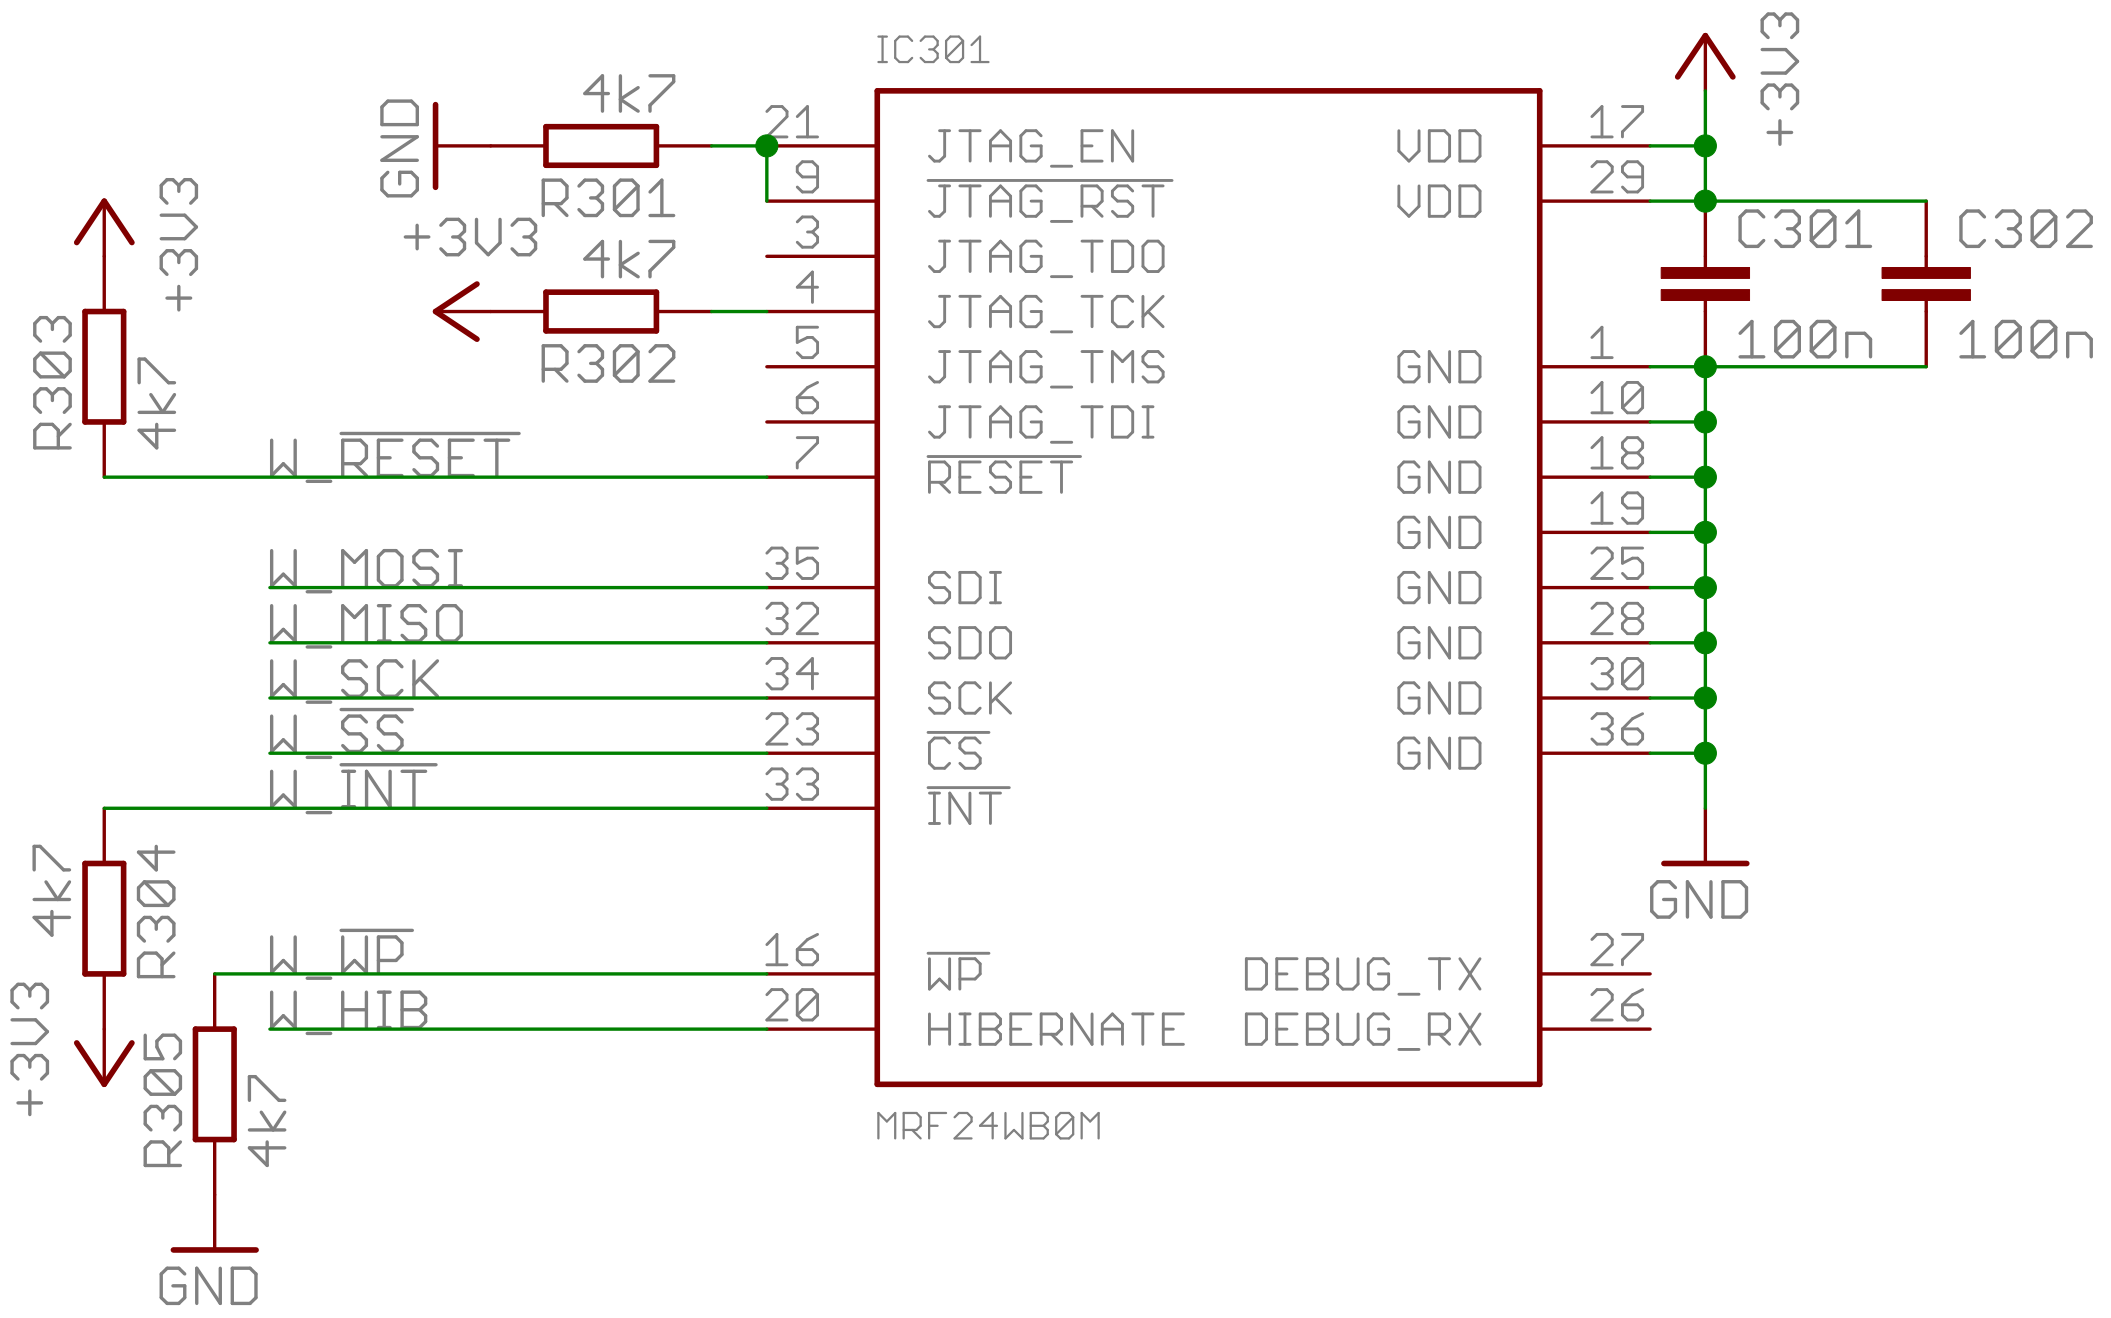 IC301
+3V3
GND
4k7
R301
+3V3
4k7
R302
+3V3
R303
4k7
21 JTAG_EN
9 JTAG_RST
3 JTAG_TDO
4 JTAG_TCK
5 JTAG_TMS
6 JTAG_TDI
W_RESET 7 RESET
W_MOSI 35 SDI
W_MISO 32 SDO
W_SCK 34 SCK
W_SS 23 CS
W_INT 33 INT
W_WP 16 WP
W_HIB 20 HIBERNATE
VDD 17
VDD 29
C301
100n
C302
100n
GND 1
GND 10
GND 18
GND 19
GND 25
GND 28
GND 30
GND 36
GND
DEBUG_TX 27
DEBUG_RX 26
4k7
R304
+3V3
R305
4k7
GND
MRF24WB0M